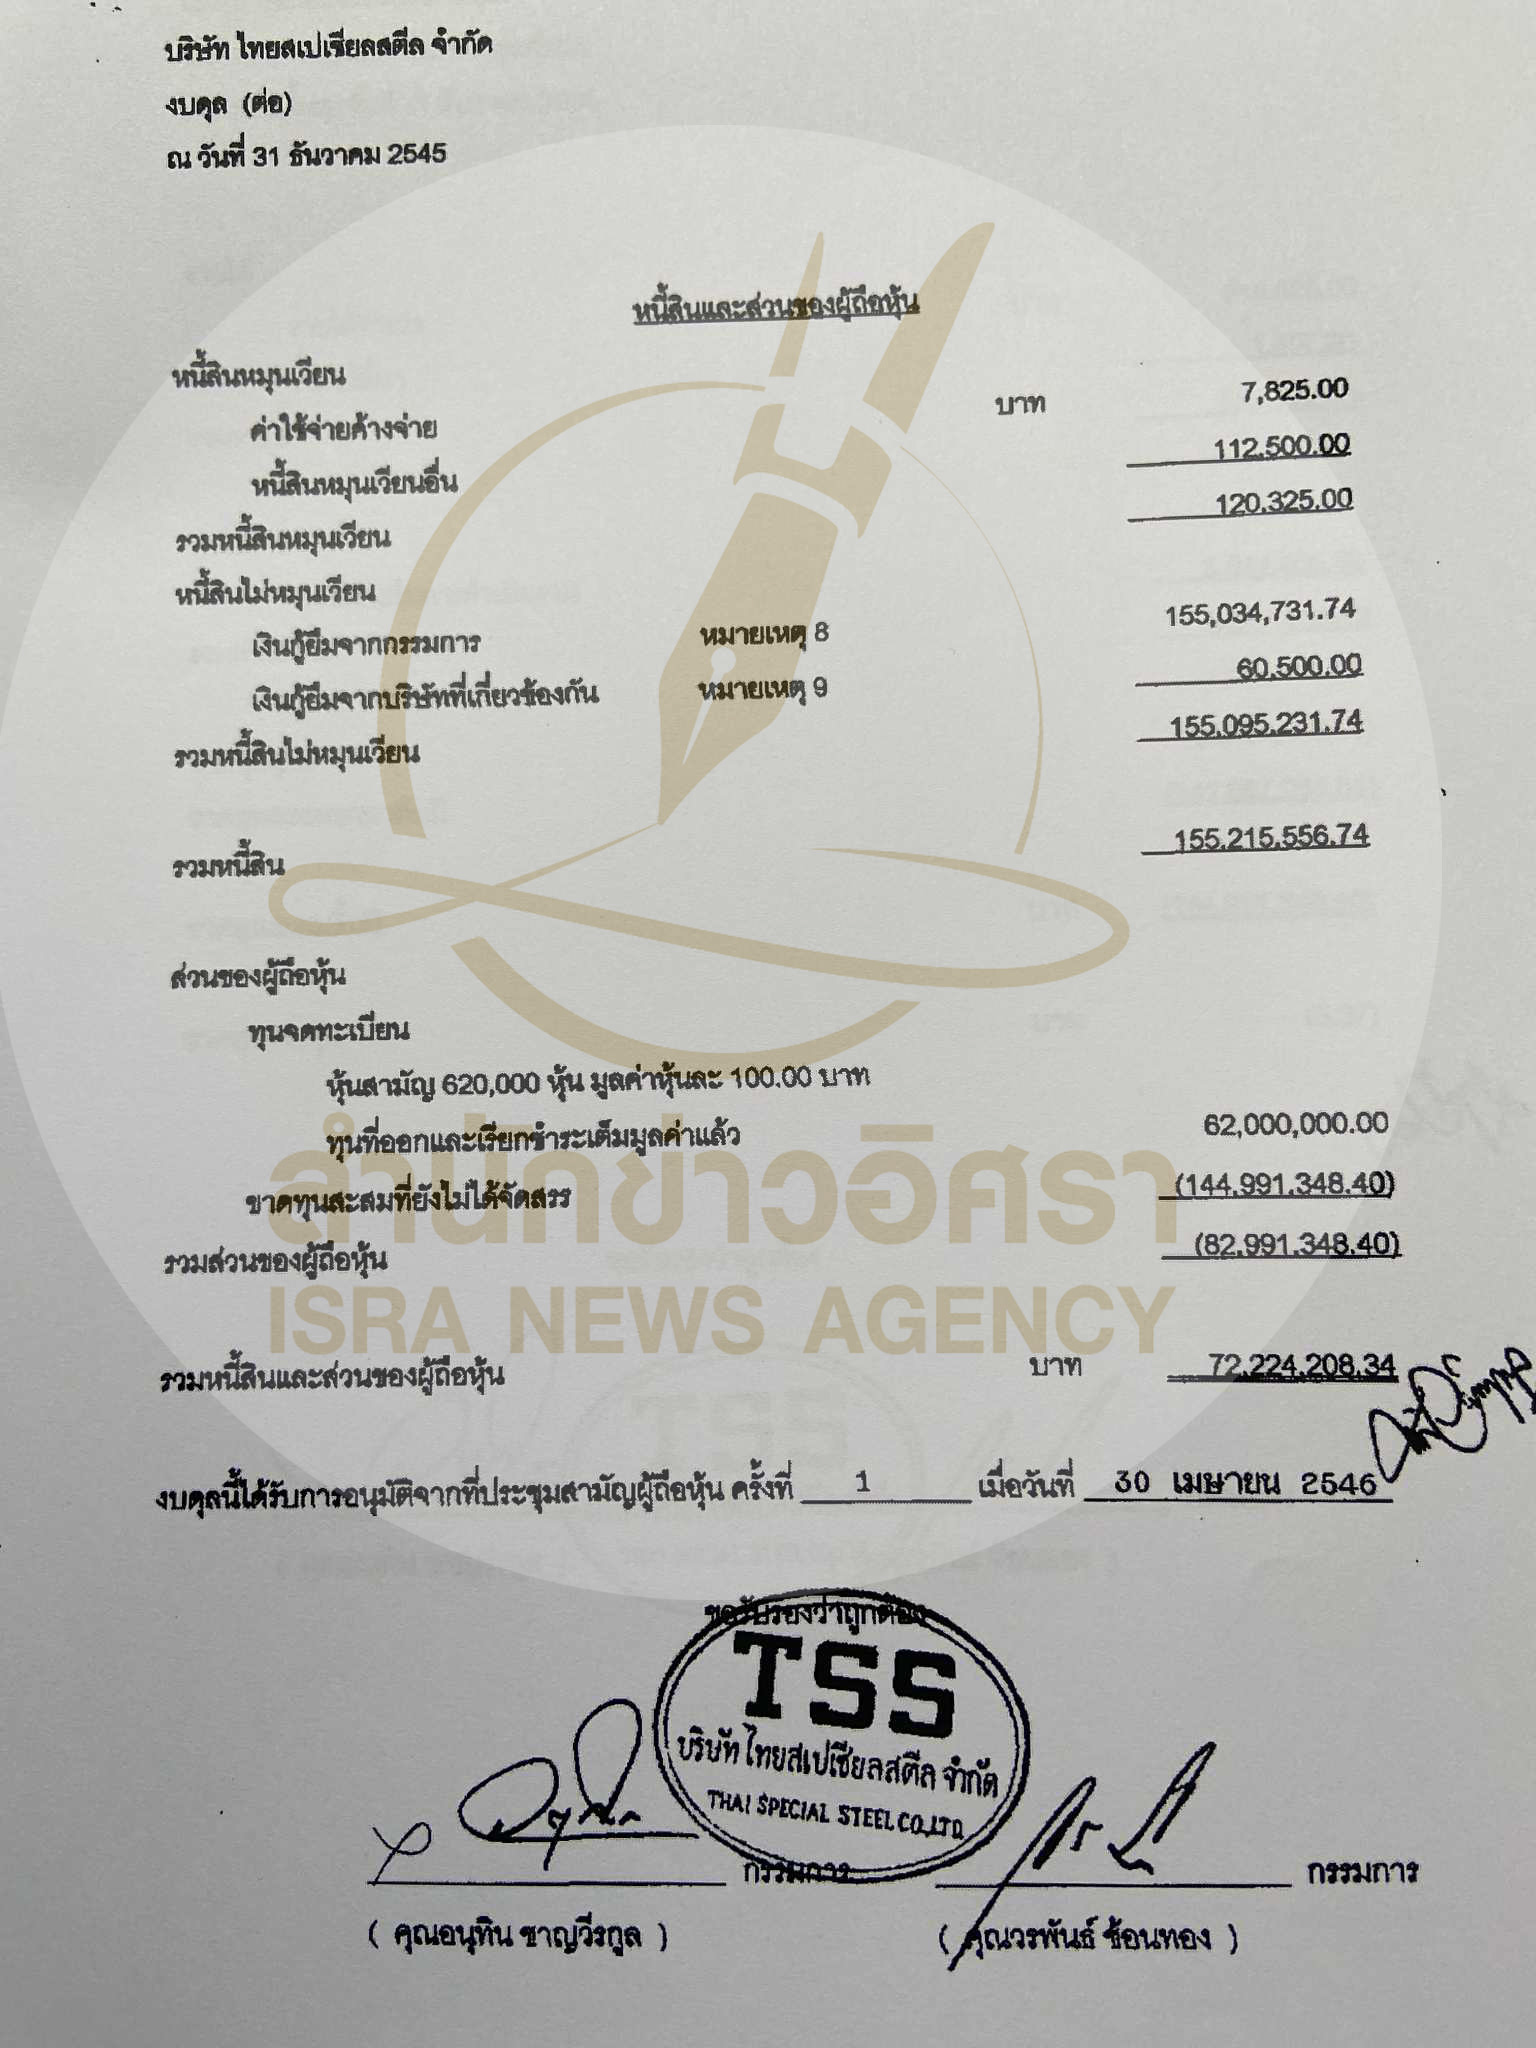 บริษัท ไทยสเปเชียลสตีล จำกัด
งบดุล (ต่อ)
ณ วันที่ 31 ธันวาคม 2545
หนี้สินและส่วนของผู้ถือหุ้น
หนี้สินหมุนเวียน
ค่าใช้จ่ายค้างจ่าย บาท 7,825.00
หนี้สินหมุนเวียนอื่น 112,500.00
รวมหนี้สินหมุนเวียน 120,325.00
หนี้สินไม่หมุนเวียน
เงินกู้ยืมจากกรรมการ หมายเหตุ 8 155,034,731.74
เงินกู้ยืมจากบริษัทที่เกี่ยวข้องกัน หมายเหตุ 9 60,500.00
รวมหนี้สินไม่หมุนเวียน 155,095,231.74
รวมหนี้สิน 155,215,556.74
ส่วนของผู้ถือหุ้น
ทุนจดทะเบียน
หุ้นสามัญ 620,000 หุ้น มูลค่าหุ้นละ 100.00 บาท
ทุนที่ออกและเรียกชำระเต็มมูลค่าแล้ว 62,000,000.00
สำนักข่าวอิศรา
ขาดทุนสะสมที่ยังไม่ได้จัดสรร (144,991,348.40)
รวมส่วนของผู้ถือหุ้น (82,991,348.40)
ISRA NEWS AGENCY
รวมหนี้สินและส่วนของผู้ถือหุ้น บาท 72,224,208.34
งบดุลนี้ได้รับการอนุมัติจากที่ประชุมสามัญผู้ถือหุ้น ครั้งที่ 1 เมื่อวันที่ 30 เมษายน 2546
ขอรับรองว่าถูกต้อง
TSS
บริษัท ไทยสเปเชียลสตีล จำกัด
THAI SPECIAL STEEL CO.,LTD.
กรรมการ กรรมการ
( คุณอนุทิน ชาญวีรกูล ) ( คุณวรพันธ์ ช้อนทอง )